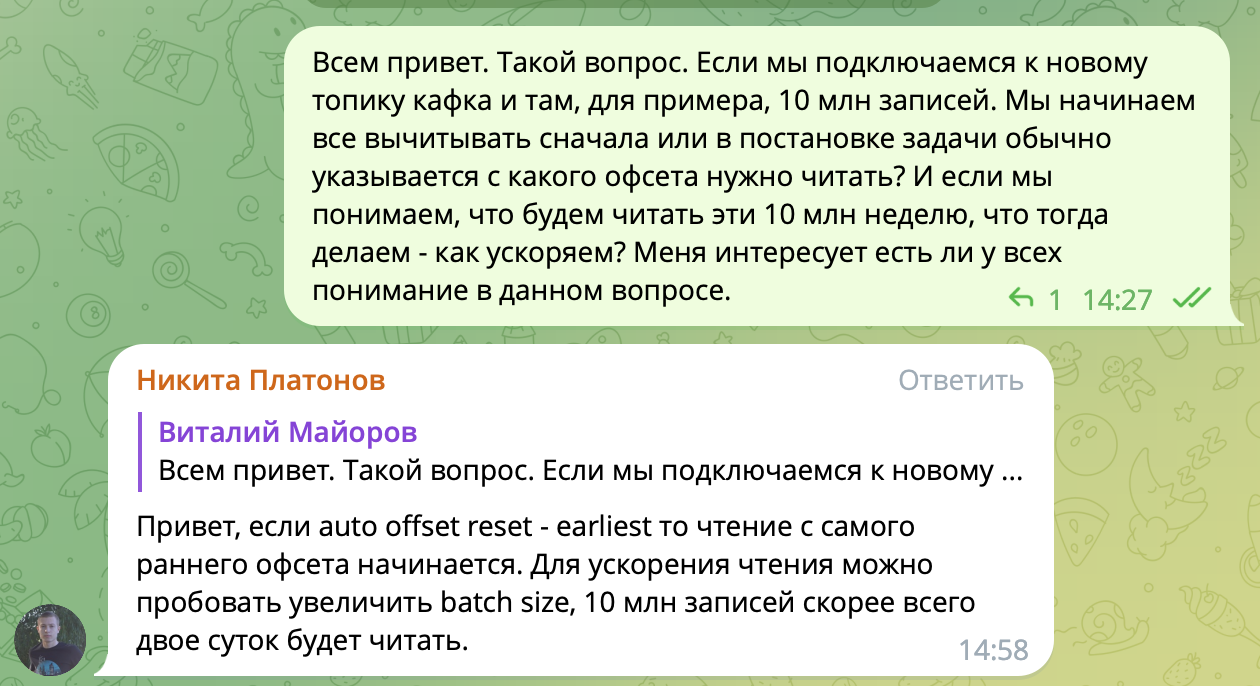 Всем привет. Такой вопрос. Если мы подключаемся к новому
топику кафка и там, для примера, 10 млн записей. Мы начинаем
все вычитывать сначала или в постановке задачи обычно
указывается с какого офсета нужно читать? И если мы
понимаем, что будем читать эти 10 млн неделю, что тогда
делаем - как ускоряем? Меня интересует есть ли у всех
понимание в данном вопросе.
1 14:27
Никита Платонов Ответить
Виталий Майоров
Всем привет. Такой вопрос. Если мы подключаемся к новому ...
Привет, если auto offset reset - earliest то чтение с самого
раннего офсета начинается. Для ускорения чтения можно
пробовать увеличить batch size, 10 млн записей скорее всего
двое суток будет читать.
14:58